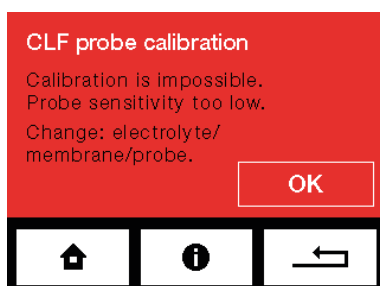 CLF probe calibration
Calibration is impossible.
Probe sensitivity too low.
Change: electrolyte/
membrane/probe.
OK